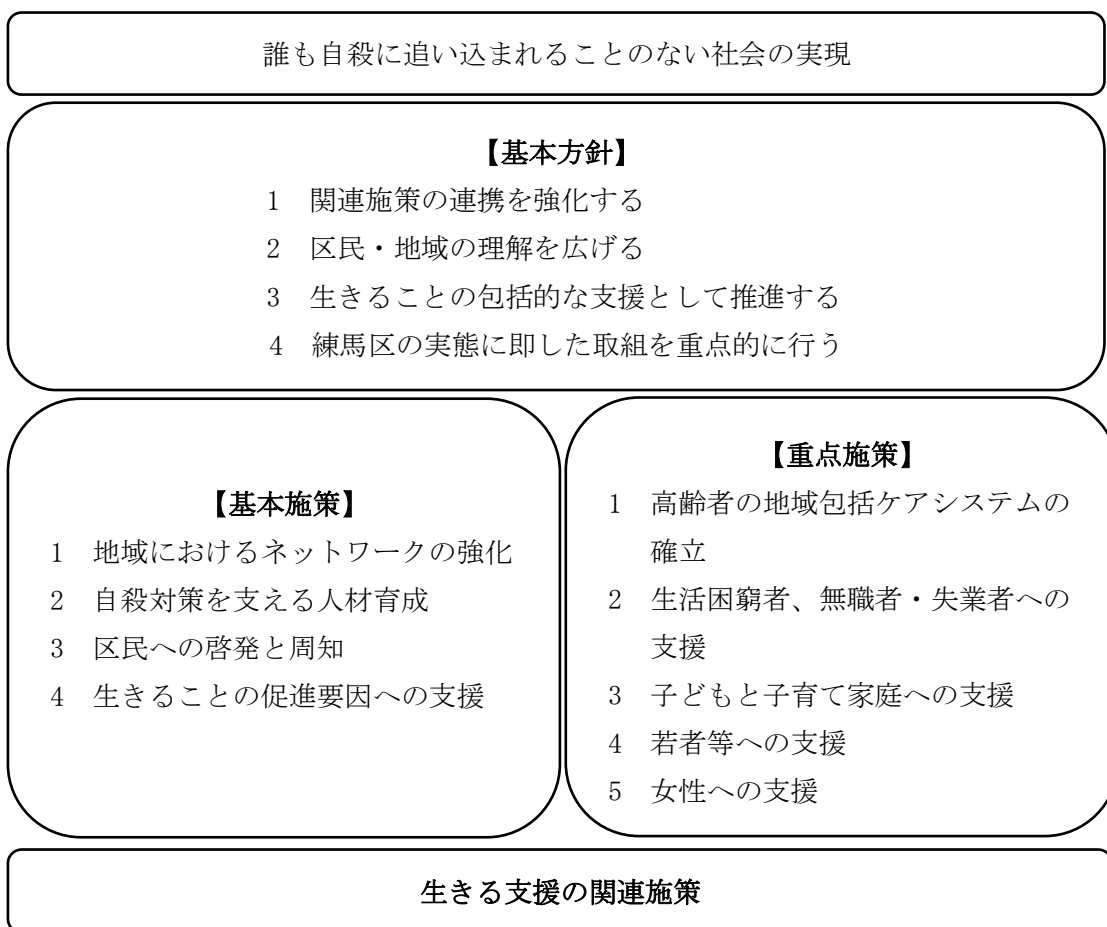 誰も自殺に追い込まれることのない社会の実現
【基本方針】
1 関連施策の連携を強化する
2 区民・地域の理解を広げる
3 生きることの包括的な支援として推進する
4 練馬区の実態に即した取組を重点的に行う
【基本施策】
1 地域におけるネットワークの強化
2 自殺対策を支える人材育成
3 区民への啓発と周知
4 生きることの促進要因への支援
【重点施策】
1 高齢者の地域包括ケアシステムの
確立
2 生活困窮者、無職者・失業者への
支援
3 子どもと子育て家庭への支援
4 若者等への支援
5 女性への支援
生きる支援の関連施策